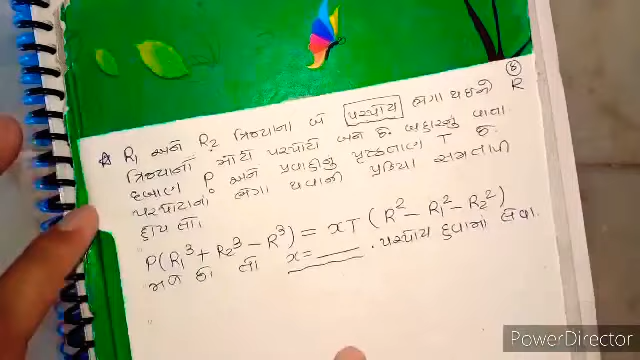 8
R₁ અને R₂ ત્રિજ્યાના બે પરપોટા ભેગા થઇને R
ત્રિજ્યાનો મોટો પરપોટો બને છે. બહારનું વાતા.
દબાણ P અને પ્રવાહીનું પૃષ્ઠતાણ T છે.
પરપોટાની ભેગા થવાની પ્રક્રિયા સમતાપી
હોય તો.
P(R₁³ + R₂³ – R³) = xT (R² – R₁² – R₂²)
મળે તો x = ____ . પરપોટા હવાના લેવા.
PowerDirector